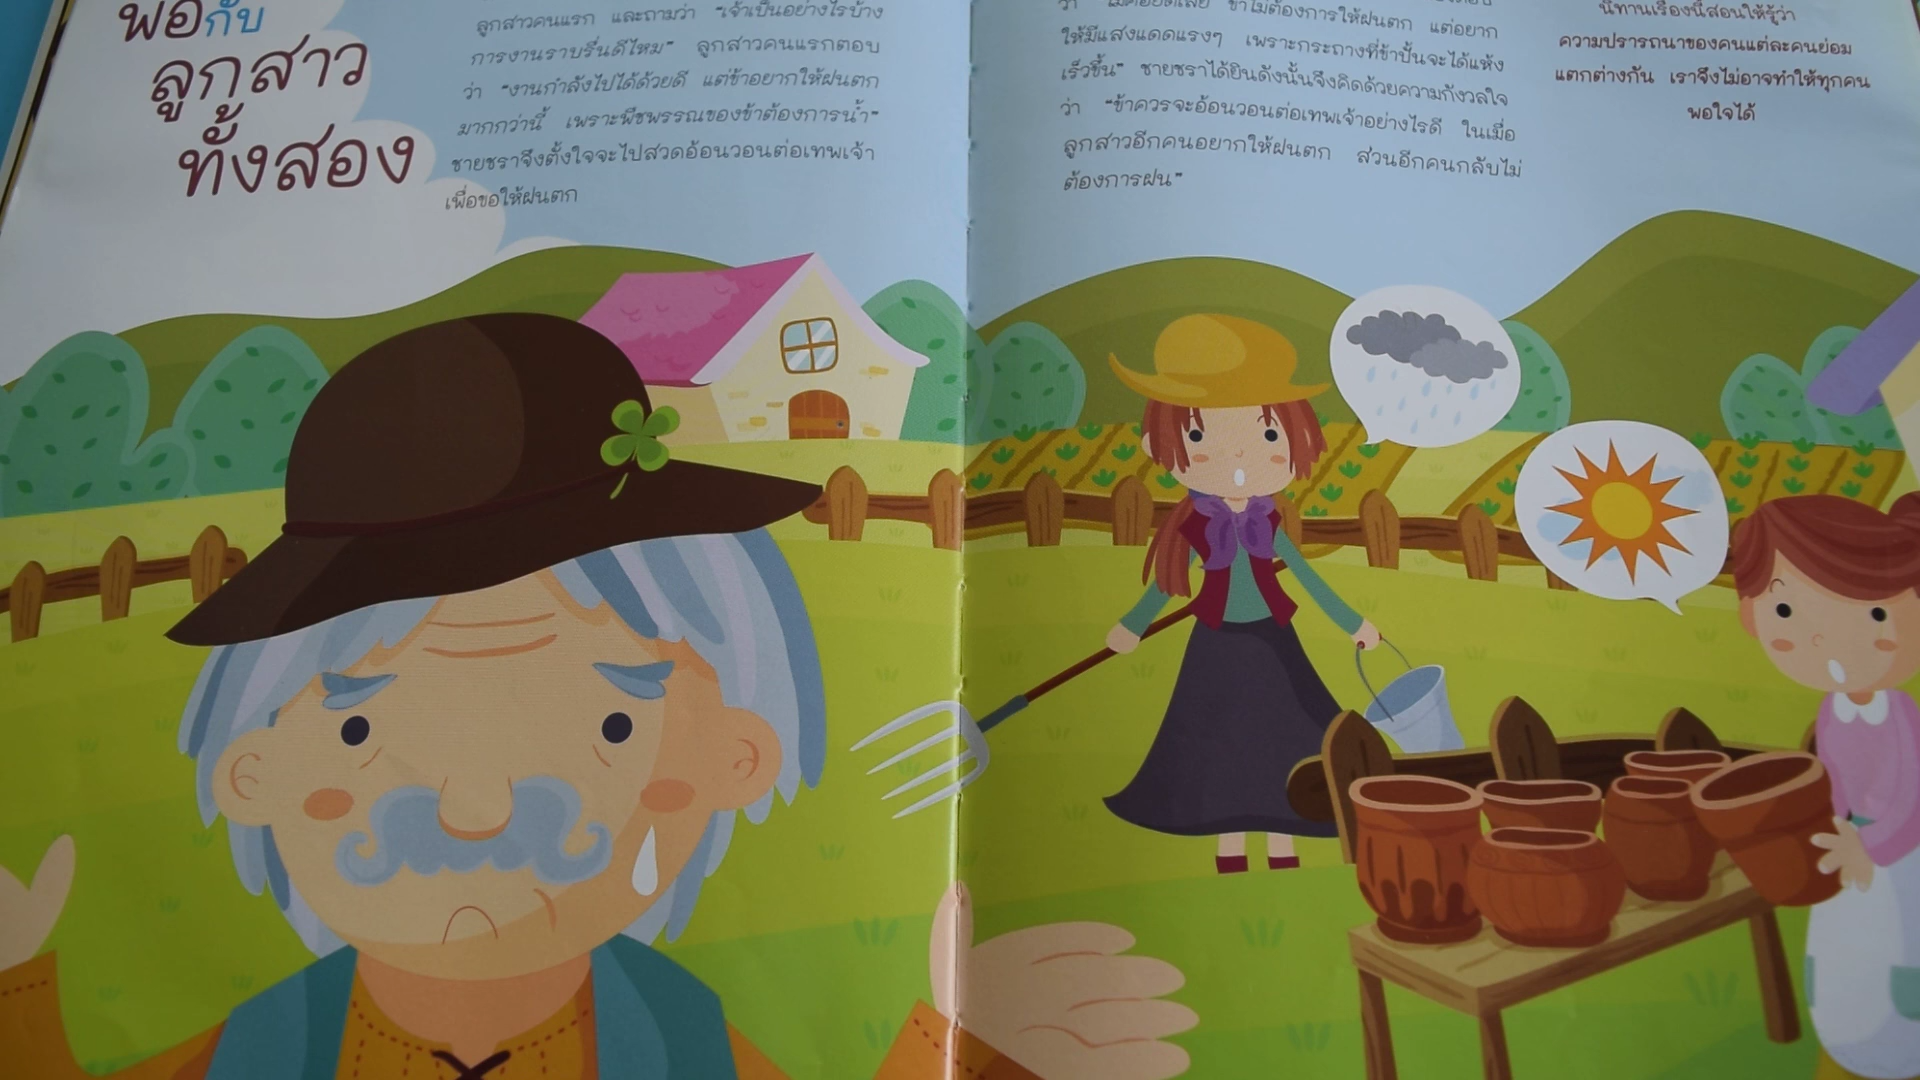 พ่อกับ
ลูกสาว
ทั้งสอง
ลูกสาวคนแรก และถามว่า "เจ้าเป็นอย่างไรบ้าง
การงานราบรื่นดีไหม" ลูกสาวคนแรกตอบ
ว่า "งานกำลังไปได้ด้วยดี แต่ข้าอยากให้ฝนตก
มากกว่านี้ เพราะพืชพรรณของข้าต้องการน้ำ"
ชายชราจึงตั้งใจจะไปสวดอ้อนวอนต่อเทพเจ้า
เพื่อขอให้ฝนตก
ข้าไม่ต้องการให้ฝนตก แต่อยาก
ให้มีแสงแดดแรงๆ เพราะกระถางที่ข้าปั้นจะได้แห้ง
เร็วขึ้น" ชายชราได้ยินดังนั้นจึงคิดด้วยความกังวลใจ
ว่า "ข้าควรจะอ้อนวอนต่อเทพเจ้าอย่างไรดี ในเมื่อ
ลูกสาวอีกคนอยากให้ฝนตก ส่วนอีกคนกลับไม่
ต้องการฝน"
นิทานเรื่องนี้สอนให้รู้ว่า
ความปรารถนาของคนแต่ละคนย่อม
แตกต่างกัน เราจึงไม่อาจทำให้ทุกคน
พอใจได้